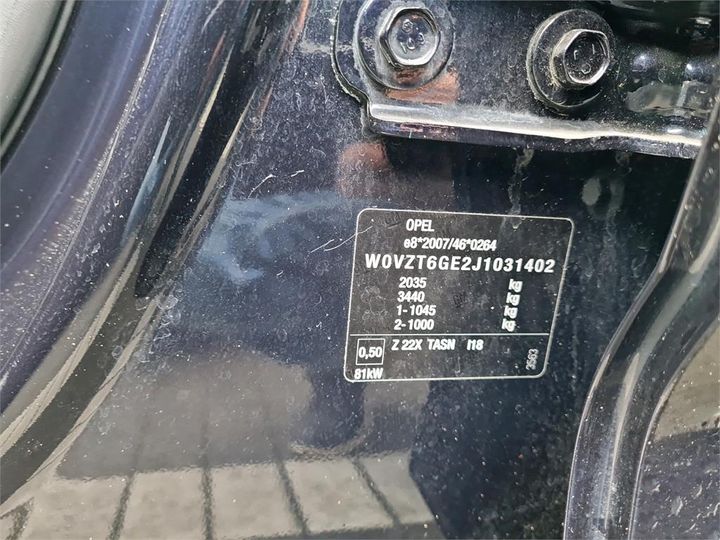 OPEL
e8*2007/46*0264
W0VZT6GE2J1031402
2035 kg
3440 kg
1-1045 kg
2-1000 kg
0,50 Z 22X TASN I18
81kW
3563